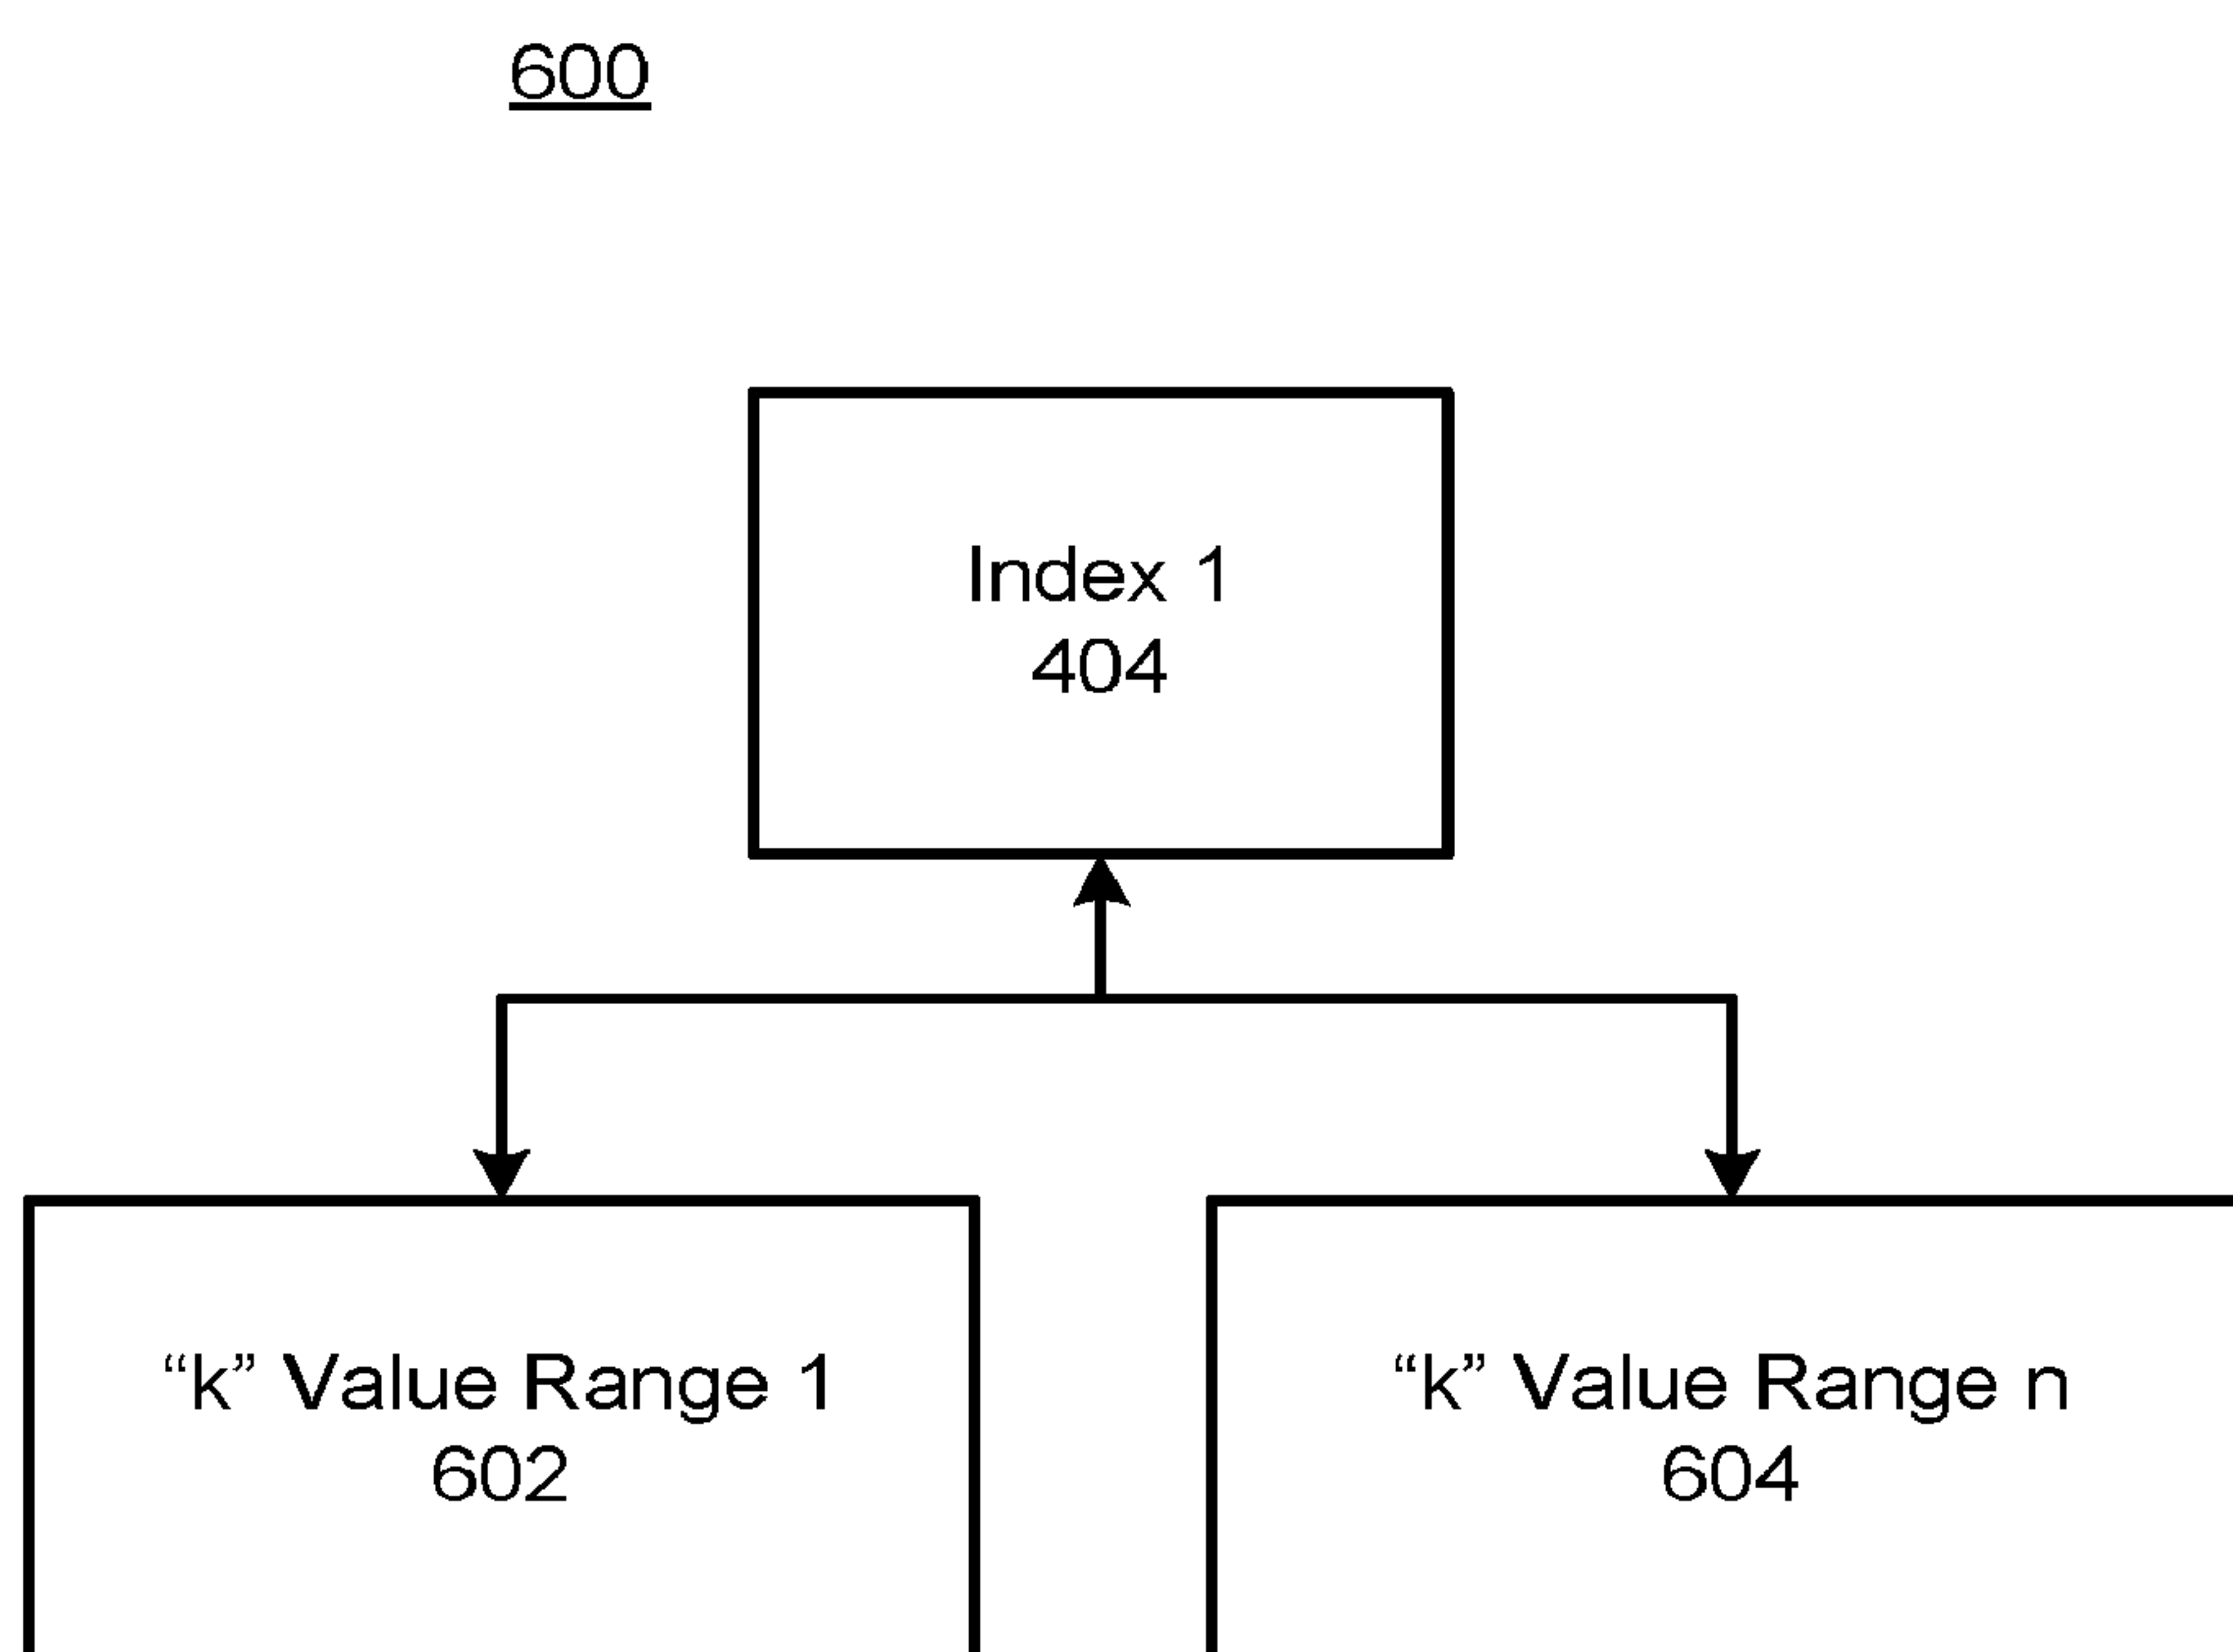 600
Index 1
404
“k” Value Range 1
602
“k” Value Range n
604